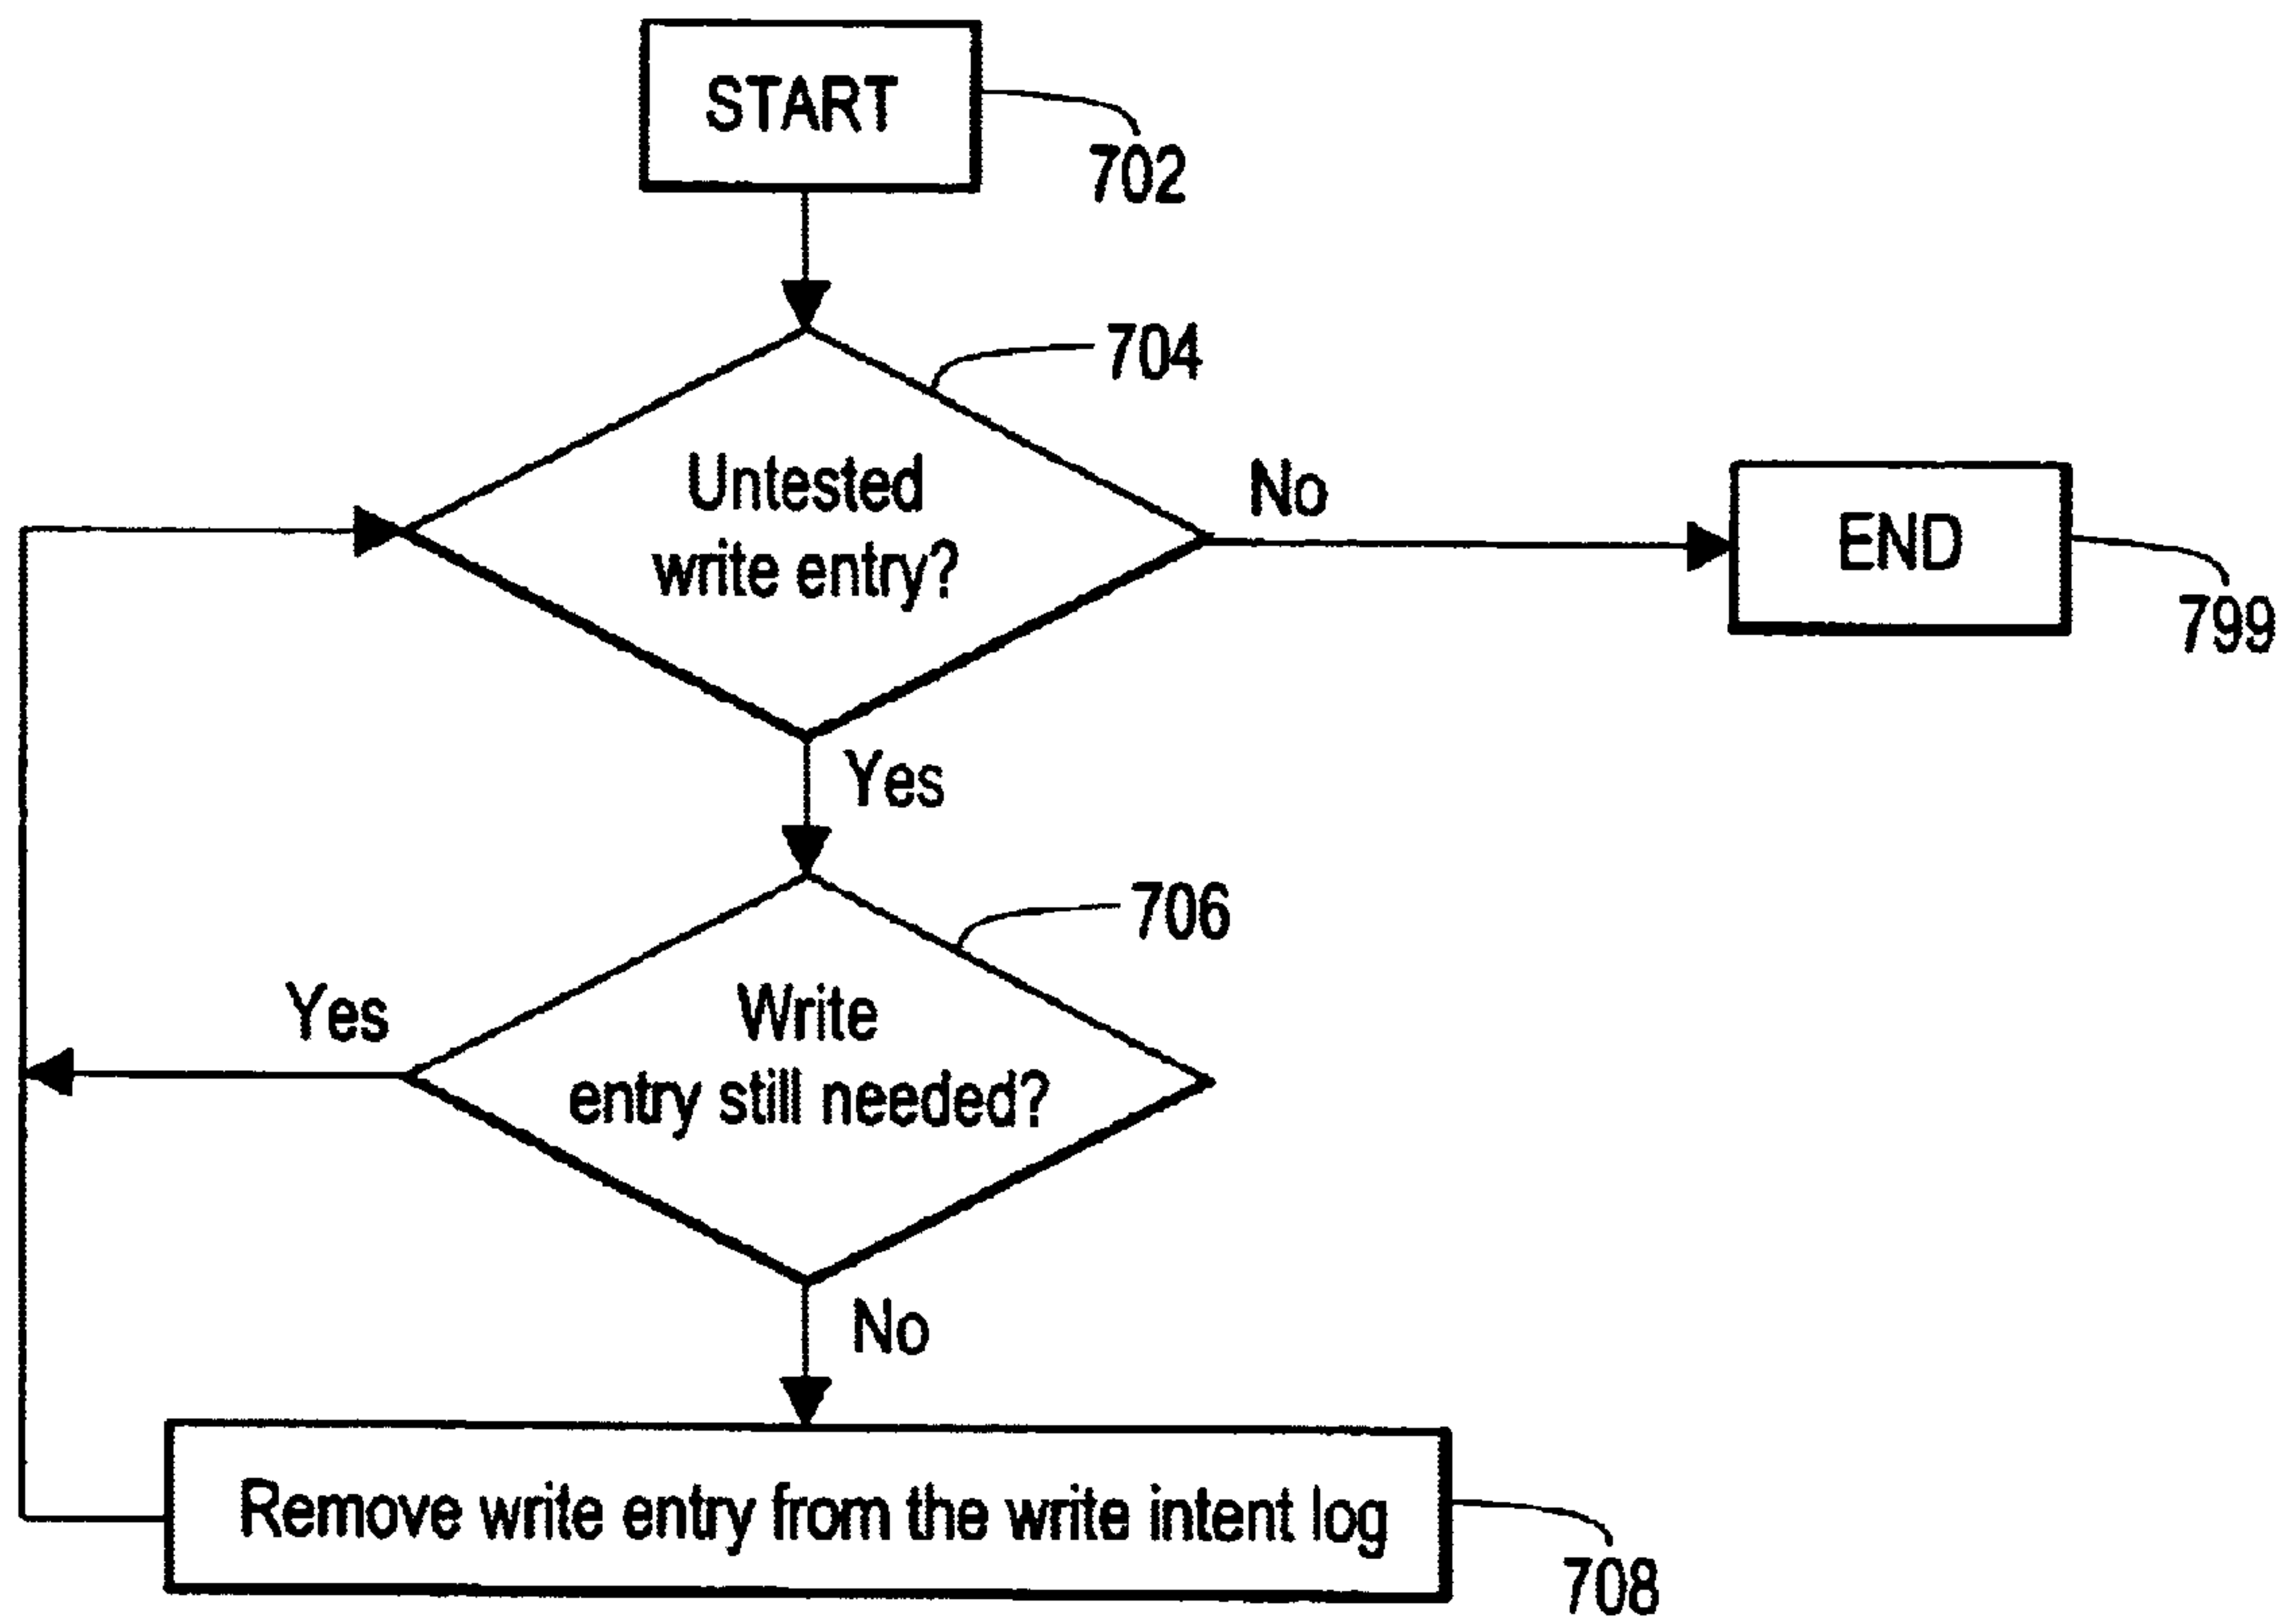 START
702
704
Untested
write entry?
No
END
799
Yes
706
Yes
Write
entry still needed?
No
Remove write entry from the write intent log
708